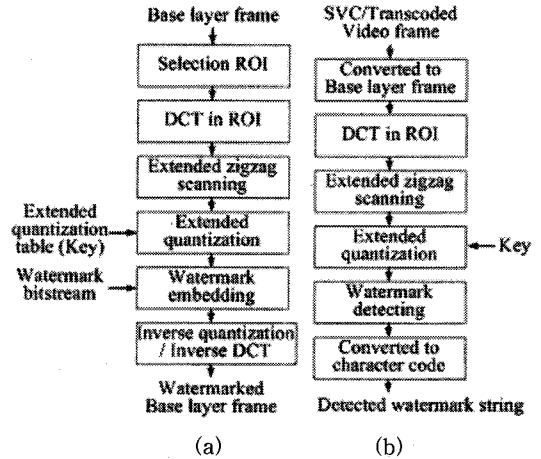 Base layer frame
Selection ROI
DCT in ROI
Extended zigzag
scanning
Extended
quantization
table (Key)
Extended
quantization
Watermark
bitstream
Watermark
embedding
Inverse quantization
/ Inverse DCT
Watermarked
Base layer frame
(a)
SVC/Transcoded
Video frame
Converted to
Base layer frame
DCT in ROI
Extended zigzag
scanning
Extended
quantization
Key
Watermark
detecting
Converted to
character code
Detected watermark string
(b)